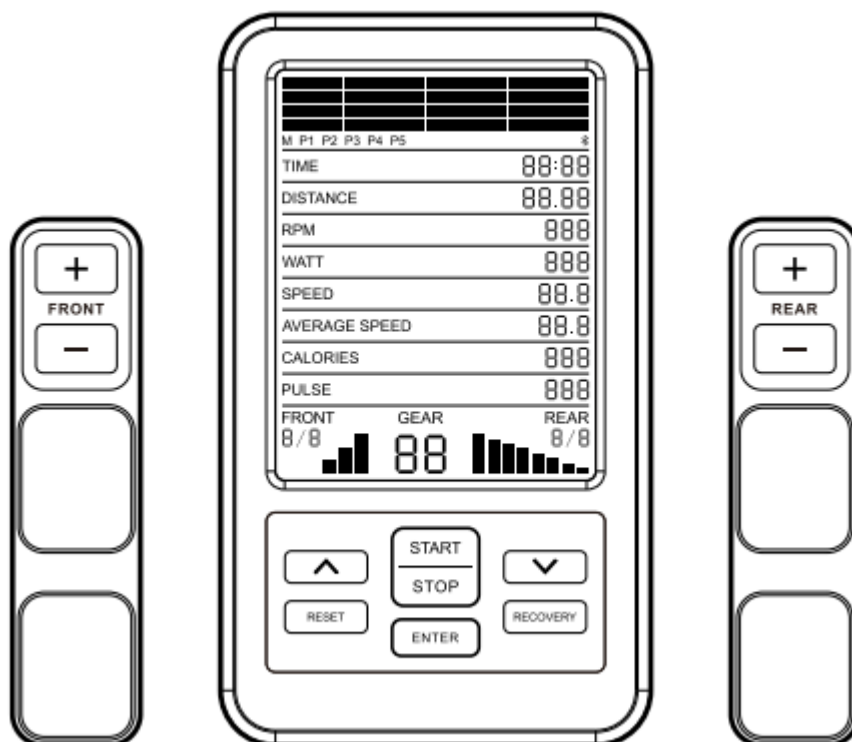 M P1 P2 P3 P4 P5
TIME 88:88
DISTANCE 88.88
RPM 888
WATT 888
SPEED 88.8
AVERAGE SPEED 88.8
CALORIES 888
PULSE 888
FRONT GEAR REAR
8/8 88 8/8
+
FRONT
−
+
REAR
−
START
STOP
RESET
ENTER
RECOVERY